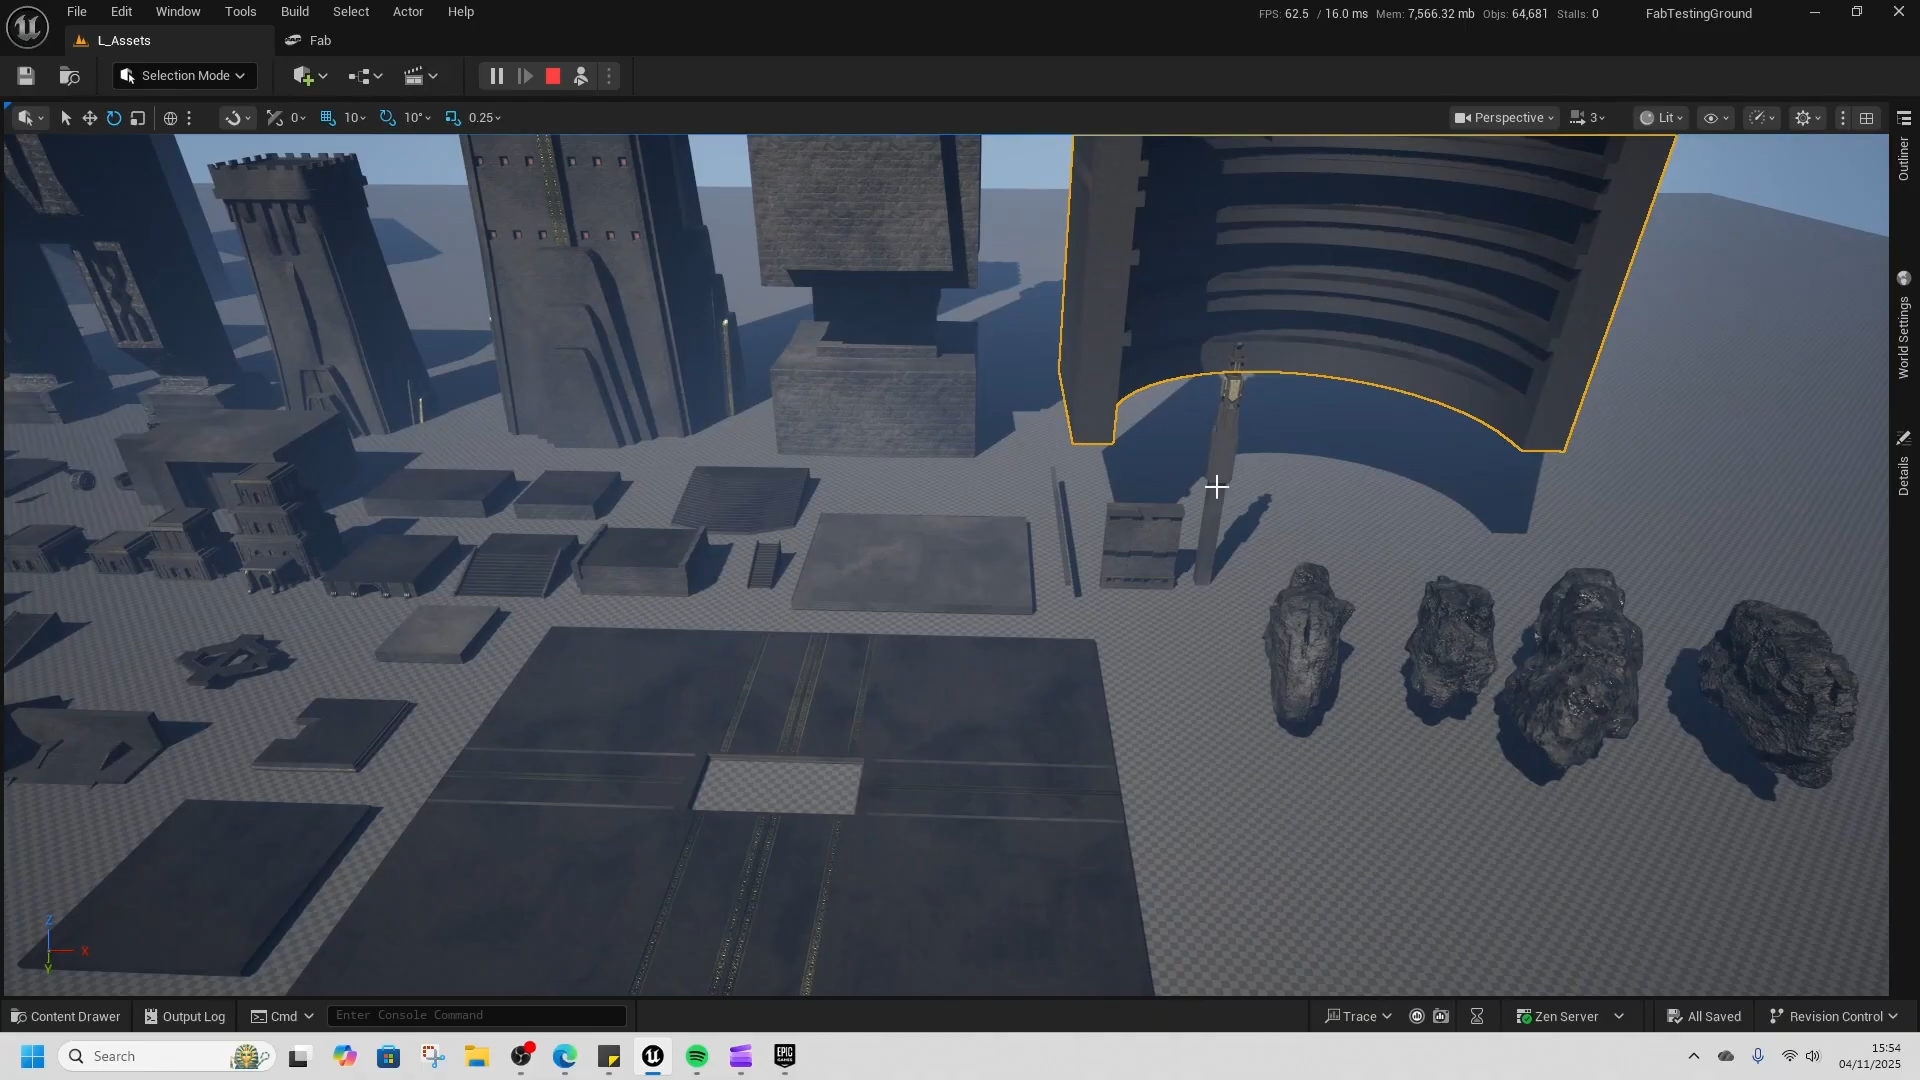 File Edit Window Tools Build Select Actor Help
FPS: 62.5 / 16.0 ms Mem: 7,566.32 mb Objs: 64,681 Stalls: 0
FabTestingGround
L_Assets
Fab
Selection Mode
0
10
10°
0.25
Perspective
3
Lit
Outliner
World Settings
Details
Z
X
Y
Content Drawer
Output Log
Cmd
Enter Console Command
Trace
Zen Server
All Saved
Revision Control
Search
EPIC
GAMES
15:54
04/11/2025